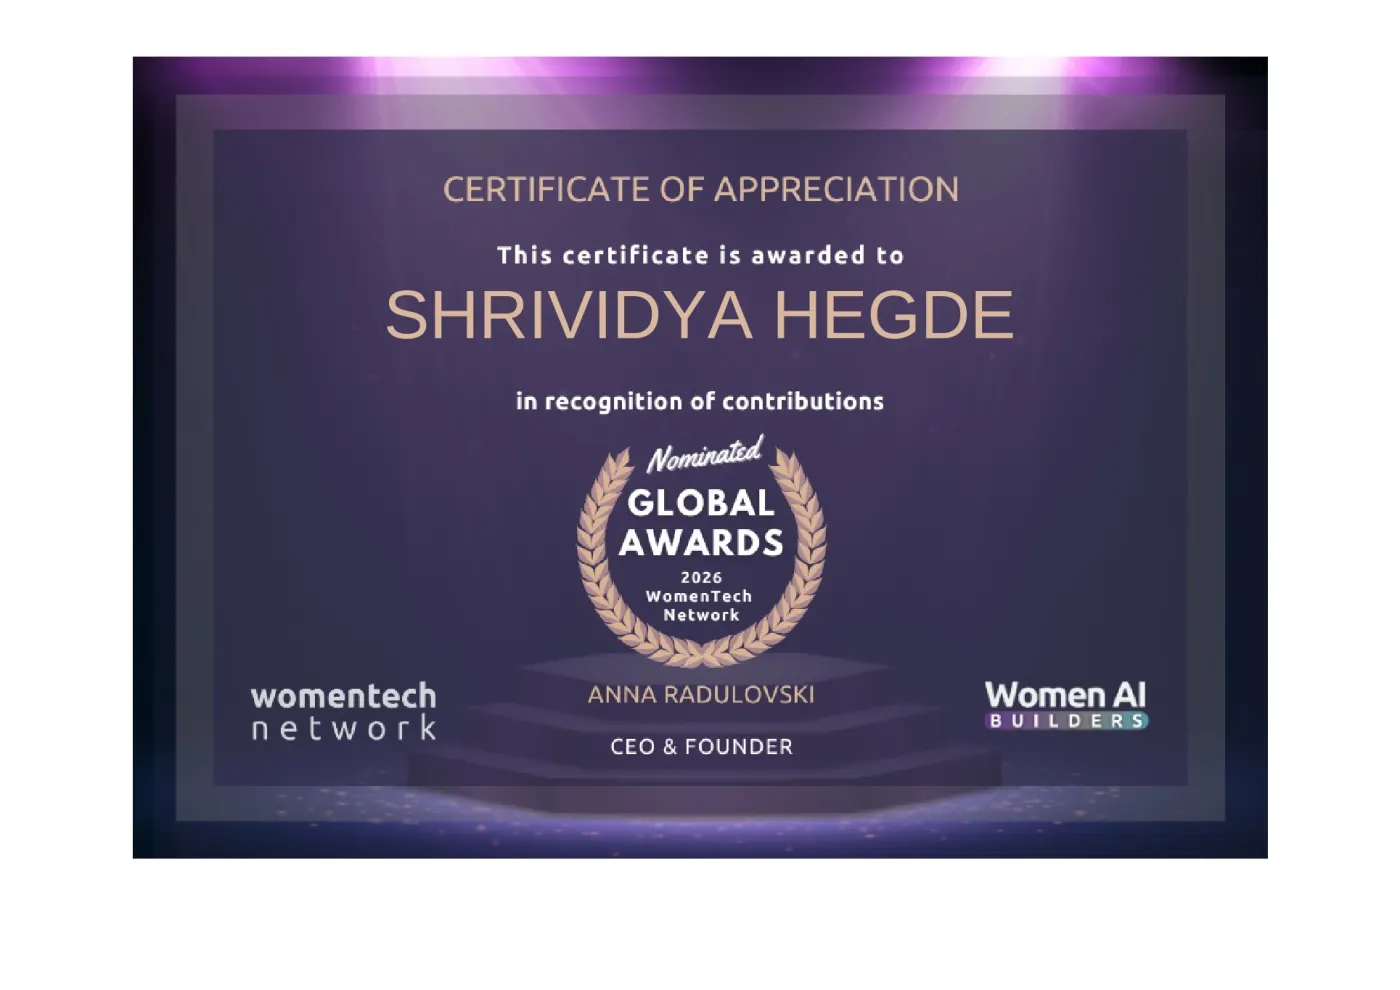 CERTIFICATE OF APPRECIATION
This certificate is awarded to
SHRIVIDYA HEGDE
in recognition of contributions
Nominated
GLOBAL
AWARDS
2026
WomenTech
Network
womentech
network
ANNA RADULOVSKI
CEO & FOUNDER
Women AI
BUILDERS